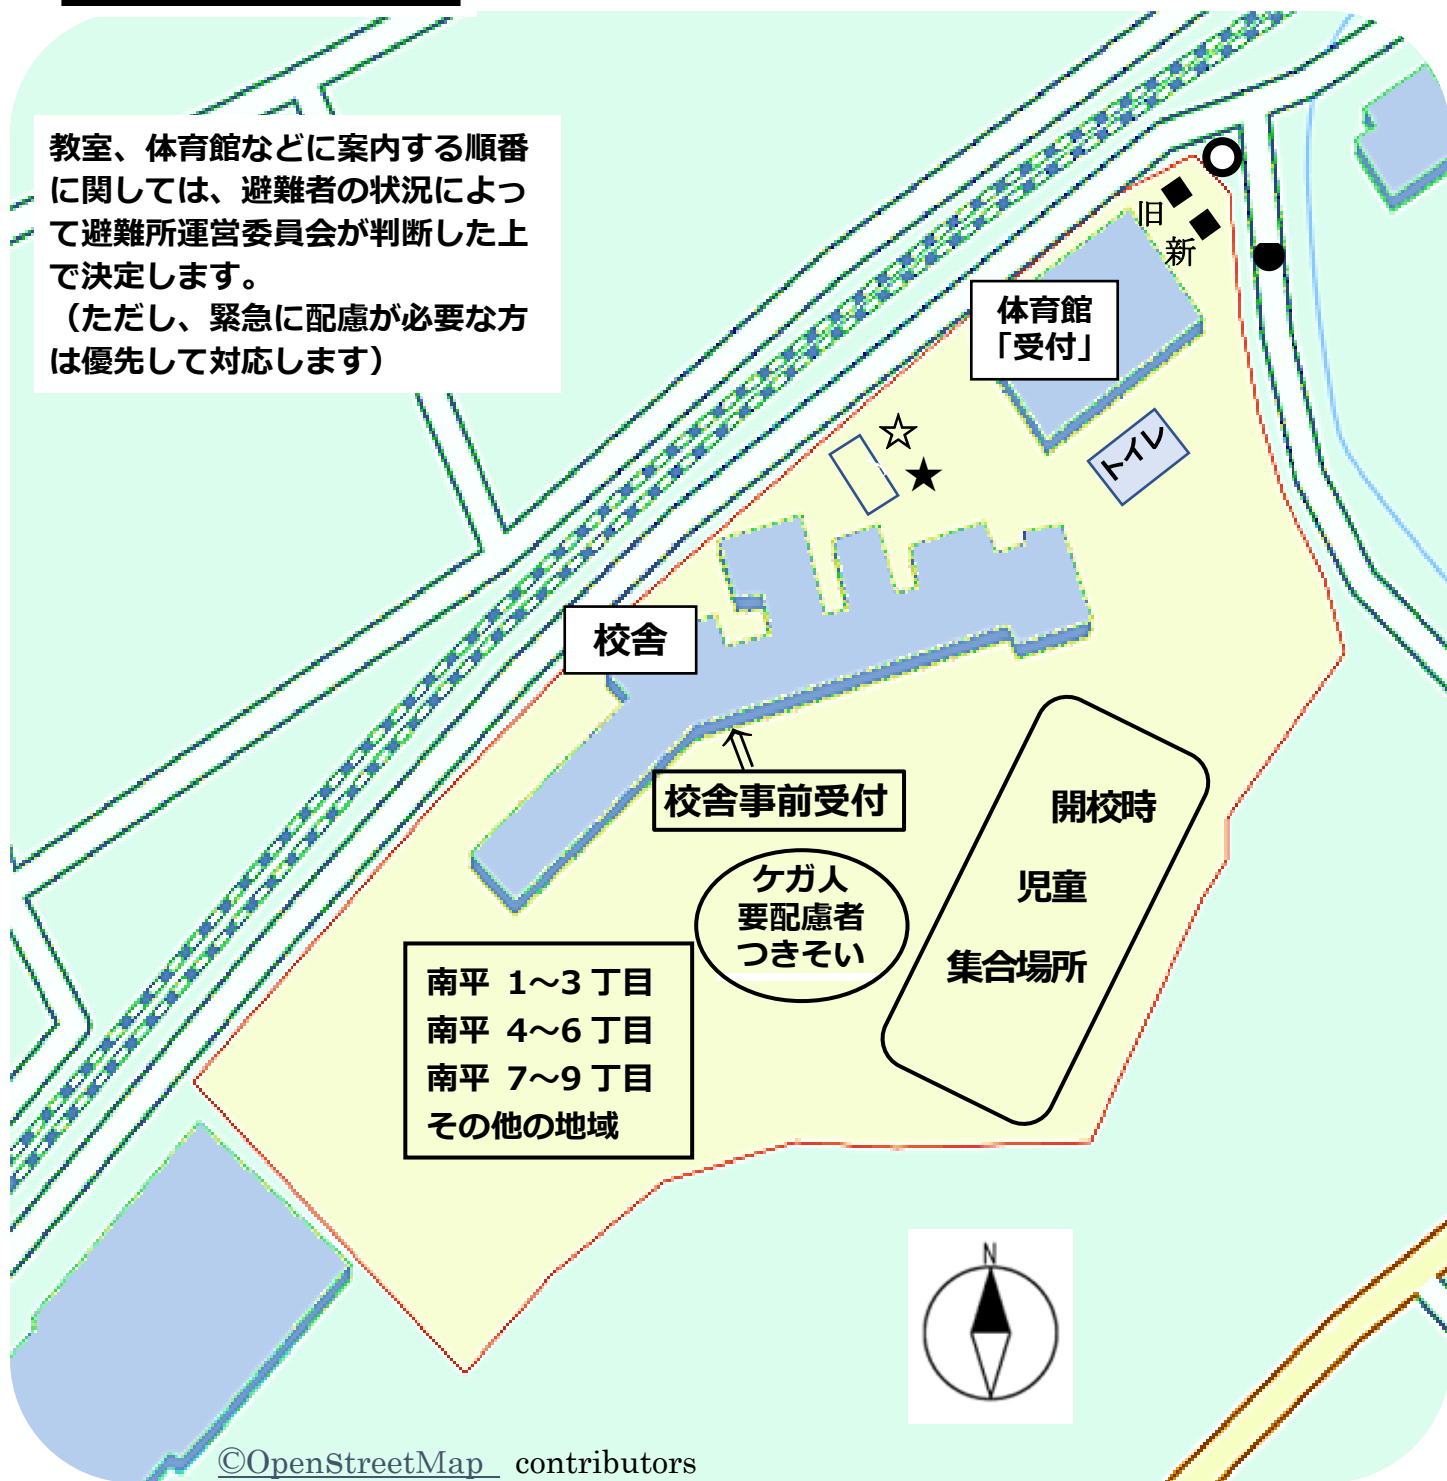 教室、体育館などに案内する順番
に関しては、避難者の状況によっ
て避難所運営委員会が判断した上
で決定します。
（ただし、緊急に配慮が必要な方
は優先して対応します）
旧
新
体育館
「受付」
トイレ
校舎
校舎事前受付
開校時
児童
集合場所
ケガ人
要配慮者
つきそい
南平 1～3 丁目
南平 4～6 丁目
南平 7～9 丁目
その他の地域
N
©OpenStreetMap contributors